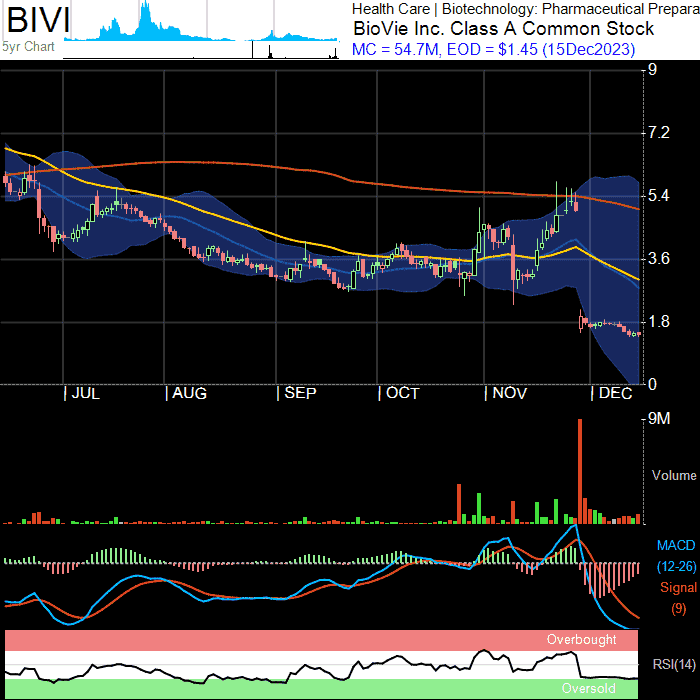 BIVI
5yr Chart
Health Care | Biotechnology: Pharmaceutical Prepara
BioVie Inc. Class A Common Stock
MC = 54.7M, EOD = $1.45 (15Dec2023)
9
7.2
5.4
3.6
1.8
0
| JUL | AUG | SEP | OCT | NOV | DEC
9M
Volume
MACD
(12-26)
Signal
(9)
Overbought
RSI(14)
Oversold